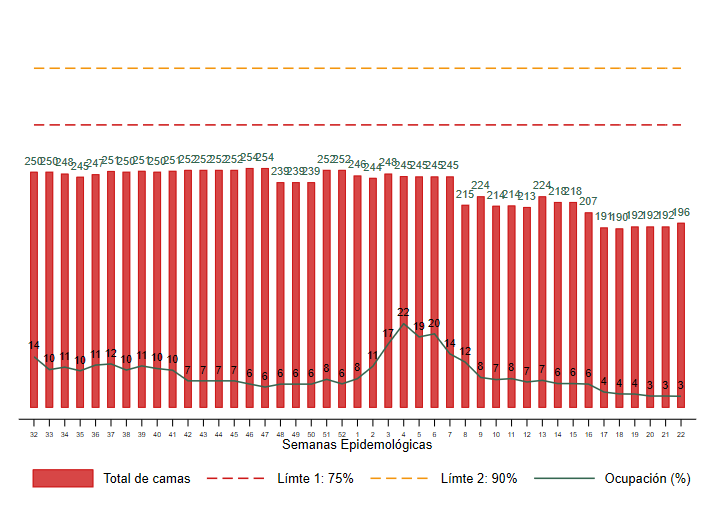 250 250 248 245 247 251 250 251 250 251 252 252 252 252 254 254 239 239 239 252 252 246 244 248 245 245 245 245 215 224 214 214 213 224 218 218 207 191 190 192 192 192 196
14 10 11 10 11 12 10 11 10 10 7 7 7 7 6 6 6 6 6 8 6 8 11 17 22 19 20 14 12 8 7 8 7 7 6 6 6 4 4 4 3 3 3
32 33 34 35 36 37 38 39 40 41 42 43 44 45 46 47 48 49 50 51 52 1 2 3 4 5 6 7 8 9 10 11 12 13 14 15 16 17 18 19 20 21 22
Semanas Epidemológicas
Total de camas Límte 1: 75% Límte 2: 90% Ocupación (%)